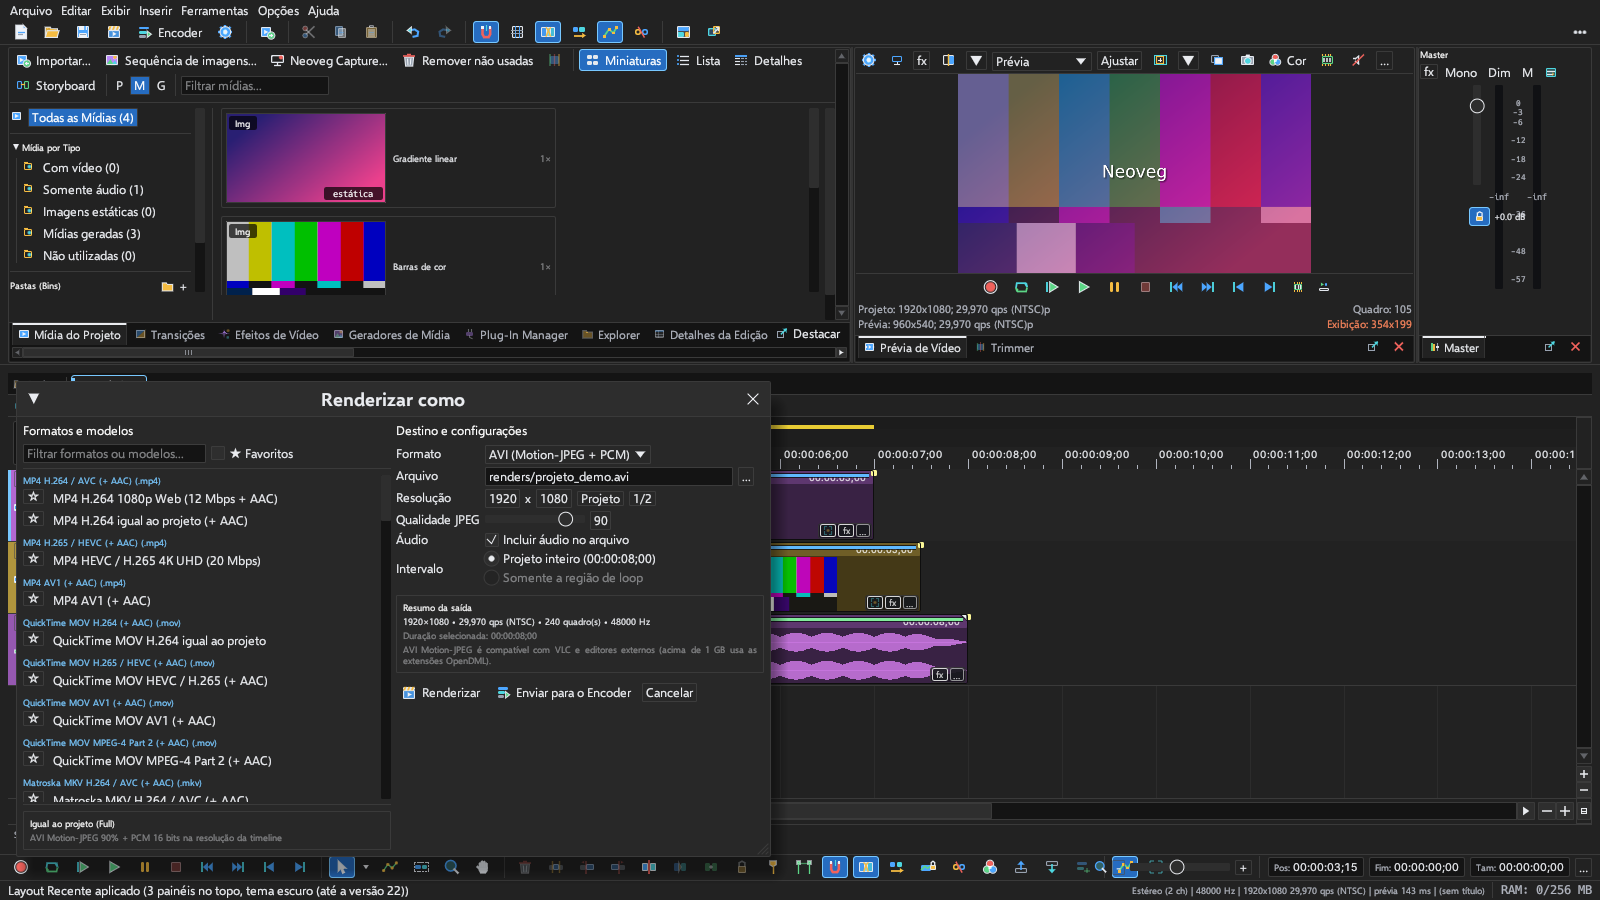 Arquivo Editar Exibir Inserir Ferramentas Opções Ajuda
Encoder
Importar... Sequência de imagens... Neoveg Capture... Remover não usadas Miniaturas Lista Detalhes
Storyboard P M G Filtrar mídias...
Todas as Mídias (4)
Mídia por Tipo
Com vídeo (0)
Somente áudio (1)
Imagens estáticas (0)
Mídias geradas (3)
Não utilizadas (0)
Pastas (Bins) +
Img
estática
Gradiente linear 1×
Img
Barras de cor 1×
Mídia do Projeto Transições Efeitos de Vídeo Geradores de Mídia Plug-In Manager Explorer Detalhes da Edição Destacar
fx Prévia Ajustar Cor ...
Neoveg
Projeto: 1920x1080; 29,970 qps (NTSC)p Quadro: 105
Prévia: 960x540; 29,970 qps (NTSC)p Exibição: 354x199
Prévia de Vídeo Trimmer
Master
fx Mono Dim M
0
-3
-6
-12
-18
-24
-inf -inf
+0.0 dB
-48
-57
Master
Renderizar como
Formatos e modelos
Filtrar formatos ou modelos... ★ Favoritos
MP4 H.264 / AVC (+ AAC) (.mp4)
MP4 H.264 1080p Web (12 Mbps + AAC)
MP4 H.264 igual ao projeto (+ AAC)
MP4 H.265 / HEVC (+ AAC) (.mp4)
MP4 HEVC / H.265 4K UHD (20 Mbps)
MP4 AV1 (+ AAC) (.mp4)
MP4 AV1 (+ AAC)
QuickTime MOV H.264 (+ AAC) (.mov)
QuickTime MOV H.264 igual ao projeto
QuickTime MOV H.265 / HEVC (+ AAC) (.mov)
QuickTime MOV HEVC / H.265 (+ AAC)
QuickTime MOV AV1 (+ AAC) (.mov)
QuickTime MOV AV1 (+ AAC)
QuickTime MOV MPEG-4 Part 2 (+ AAC) (.mov)
QuickTime MOV MPEG-4 Part 2 (+ AAC)
Matroska MKV H.264 / AVC (+ AAC) (.mkv)
Matroska MKV H.264 / AVC (+ AAC)
Igual ao projeto (Full)
AVI Motion-JPEG 90% + PCM 16 bits na resolução da timeline
Destino e configurações
Formato AVI (Motion-JPEG + PCM)
Arquivo renders/projeto_demo.avi ...
Resolução 1920 x 1080 Projeto 1/2
Qualidade JPEG 90
Áudio Incluir áudio no arquivo
Intervalo Projeto inteiro (00:00:08;00)
Somente a região de loop
Resumo da saída
1920×1080 • 29,970 qps (NTSC) • 240 quadro(s) • 48000 Hz
Duração selecionada: 00:00:08;00
AVI Motion-JPEG é compatível com VLC e editores externos (acima de 1 GB usa as
extensões OpenDML).
Renderizar Enviar para o Encoder Cancelar
00:00:06;00 00:00:07;00 00:00:08;00 00:00:09;00 00:00:10;00 00:00:11;00 00:00:12;00 00:00:13;00 00:00:1
fx ...
fx ...
00:00:08;00
fx ...
Pos: 00:00:03;15 Fim: 00:00:00;00 Tam: 00:00:00;00 ...
Layout Recente aplicado (3 painéis no topo, tema escuro (até a versão 22)) Estéreo (2 ch) | 48000 Hz | 1920x1080 29,970 qps (NTSC) | prévia 143 ms | (sem título) RAM: 0/256 MB